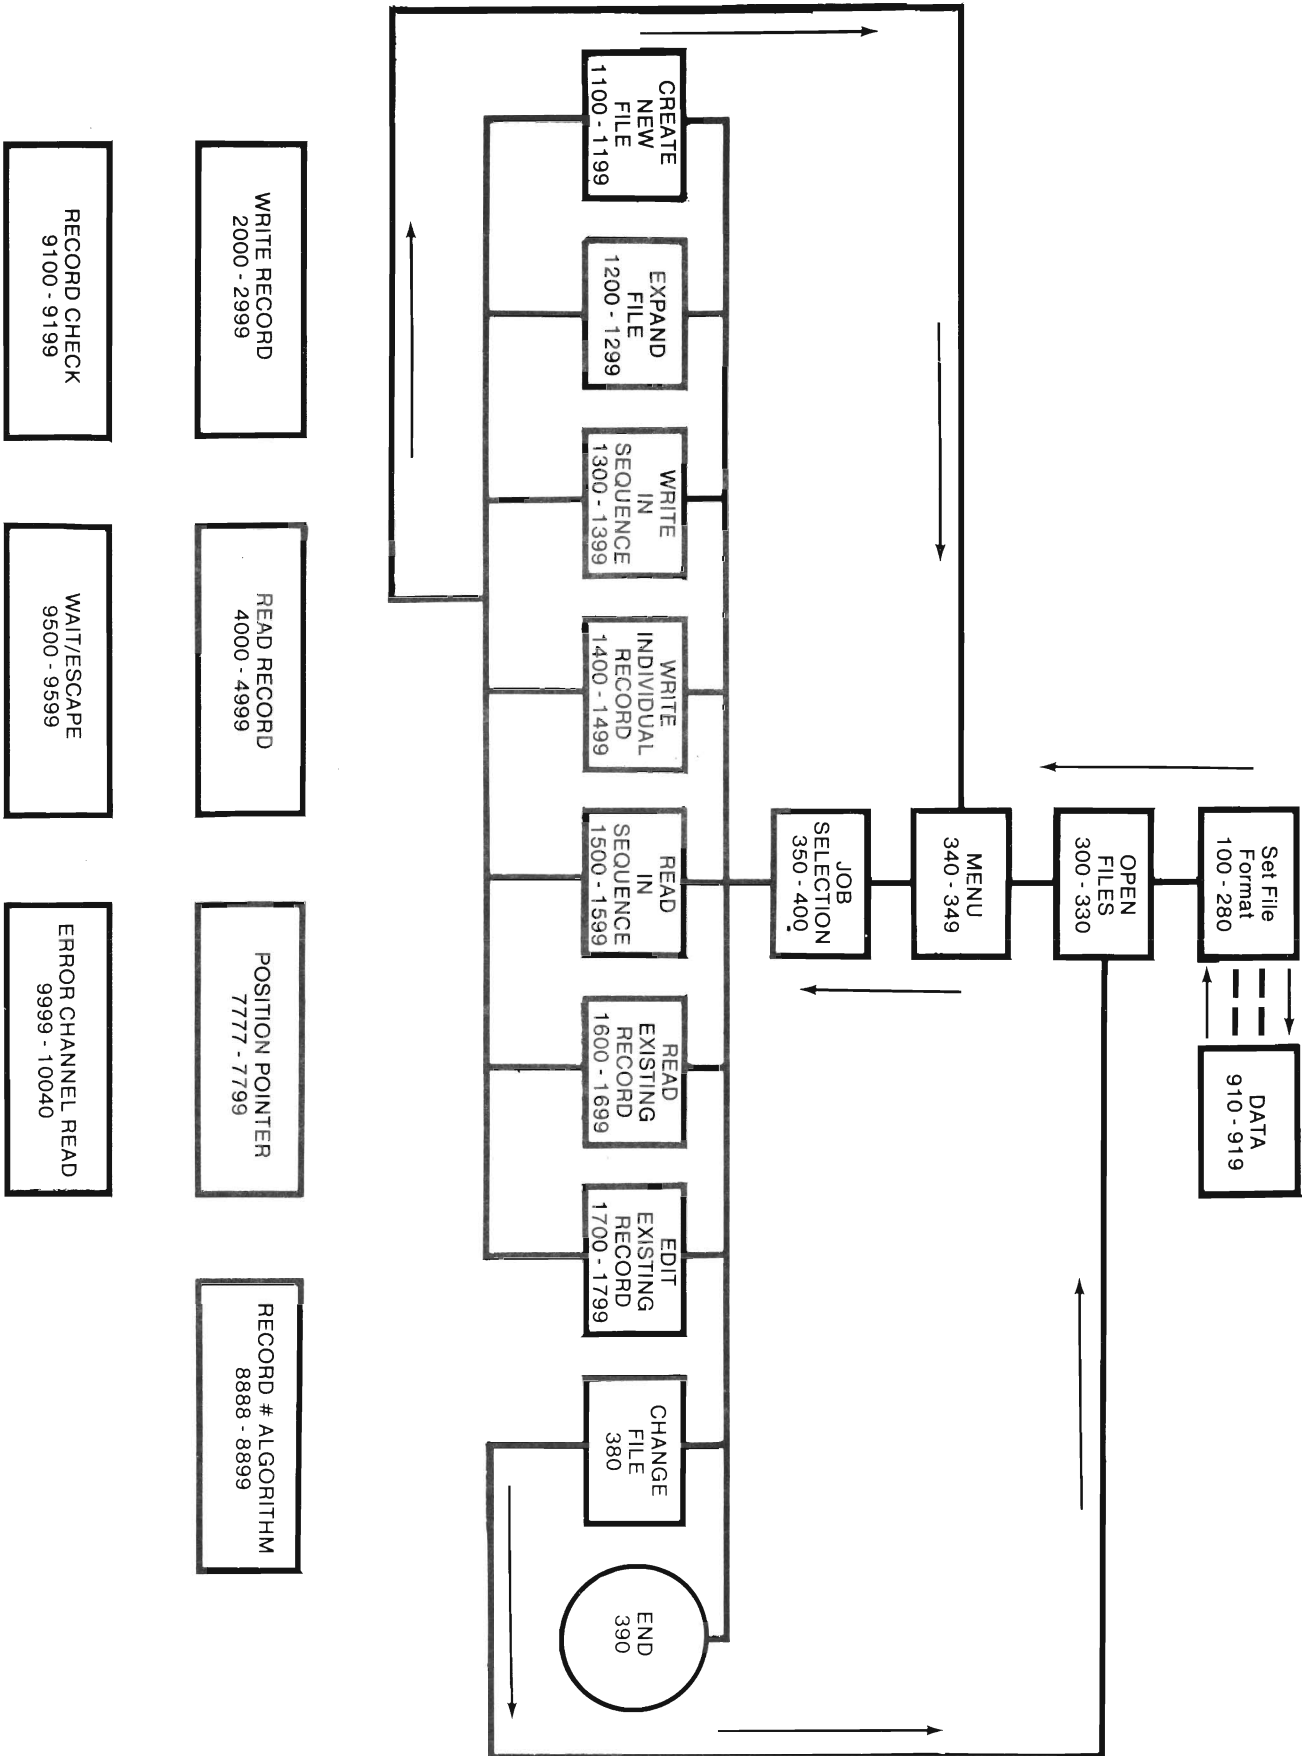 Set File
Format
100 - 280
DATA
910 - 919
OPEN
FILES
300 - 330
MENU
340 - 349
JOB
SELECTION
350 - 400
CREATE
NEW
FILE
1100 - 1199
EXPAND
FILE
1200 - 1299
WRITE
IN
SEQUENCE
1300 - 1399
WRITE
INDIVIDUAL
RECORD
1400 - 1499
READ
IN
SEQUENCE
1500 - 1599
READ
EXISTING
RECORD
1600 - 1699
EDIT
EXISTING
RECORD
1700 - 1799
CHANGE
FILE
380
END
390
WRITE RECORD
2000 - 2999
READ RECORD
4000 - 4999
POSITION POINTER
7777 - 7799
RECORD # ALGORITHM
8888 - 8899
RECORD CHECK
9100 - 9199
WAIT/ESCAPE
9500 - 9599
ERROR CHANNEL READ
9999 - 10040